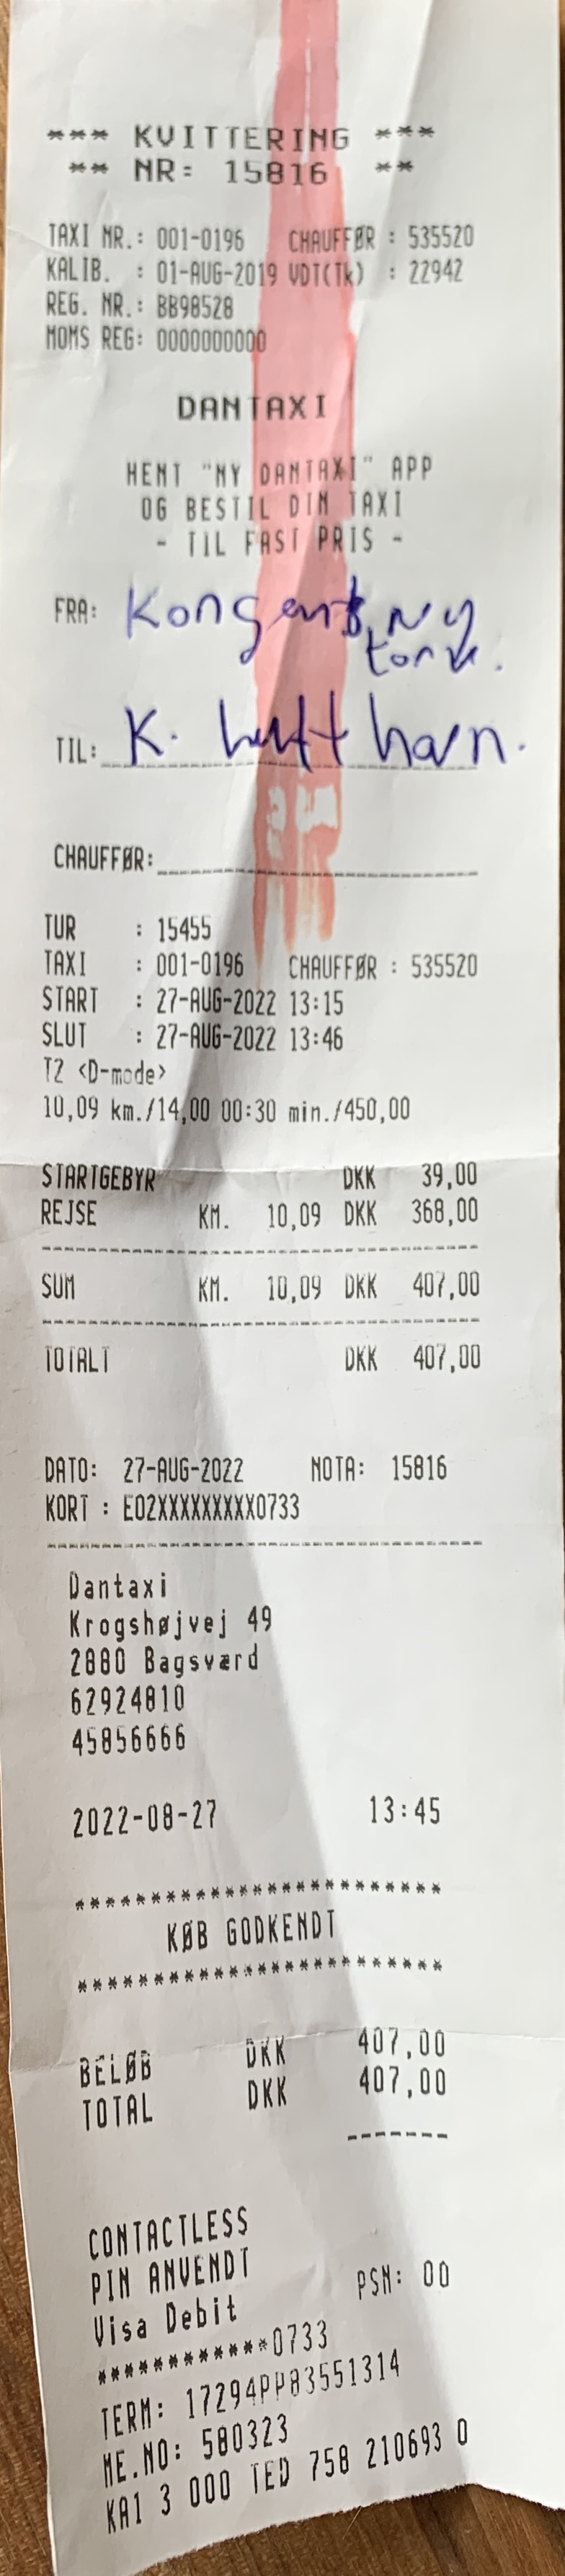 *** KVITTERING ***
** NR: 15816 **
TAXI NR.: 001-0196 CHAUFFØR : 535520
KALIB. : 01-AUG-2019 VDT(Tk) : 22942
REG. NR.: BB98528
MOMS REG: 0000000000
DANTAXI
HENT "NY DANTAXI" APP
OG BESTIL DIN TAXI
- TIL FAST PRIS -
FRA: Kongens Ny
torv.
TIL: K. lufthavn.
CHAUFFØR:
TUR : 15455
TAXI : 001-0196 CHAUFFØR : 535520
START : 27-AUG-2022 13:15
SLUT : 27-AUG-2022 13:46
T2 <D-mode>
10,09 km./14,00 00:30 min./450,00
STARTGEBYR DKK 39,00
REJSE KM. 10,09 DKK 368,00
SUM KM. 10,09 DKK 407,00
TOTALT DKK 407,00
DATO: 27-AUG-2022 NOTA: 15816
KORT : E02XXXXXXXXX0733
Dantaxi
Krogshøjvej 49
2880 Bagsværd
62924810
45856666
2022-08-27 13:45
************************
KØB GODKENDT
************************
BELØB DKK 407,00
TOTAL DKK 407,00
-------
CONTACTLESS
PIN ANVENDT
Visa Debit PSN: 00
************0733
TERM: 17294PP83551314
ME.NO: 580323
KA1 3 000 TED 758 210693 0